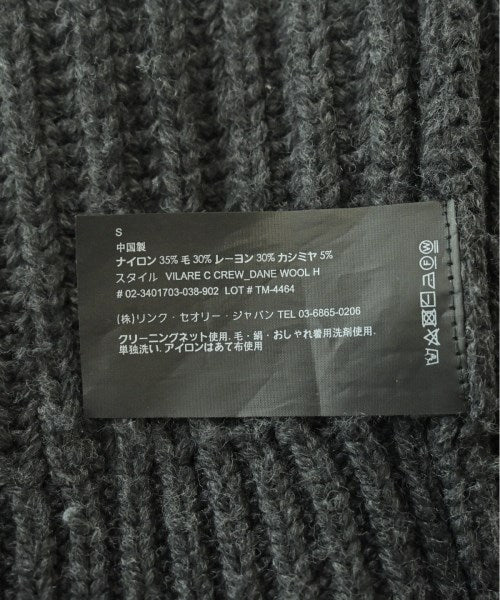 S
中国製
ナイロン 35% 毛 30% レーヨン 30% カシミヤ 5%
スタイル VILARE C CREW_DANE WOOL H
# 02-3401703-038-902 LOT # TM-4464
(株)リンク・セオリー・ジャパン TEL 03-6865-0206
クリーニングネット使用, 毛・絹・おしゃれ着用洗剤使用,
単独洗い, アイロンはあて布使用
F
W